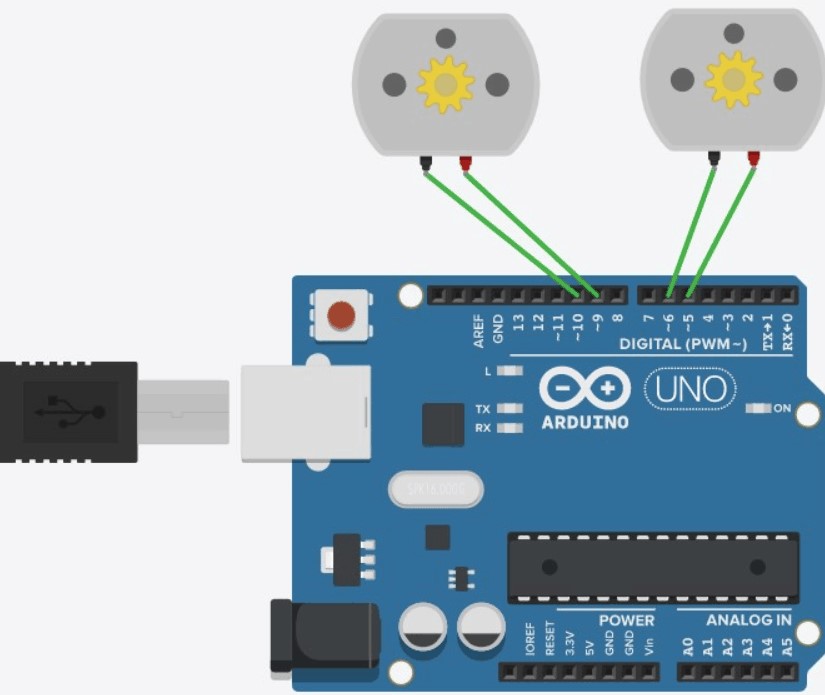 AREF
GND
13
12
~11
~10
~9
8
7
~6
~5
4
~3
2
TX→1
RX←0
DIGITAL (PWM~)
L
TX
RX
UNO
ON
ARDUINO
SPK16.000G
POWER
ANALOG IN
IOREF
RESET
3.3V
5V
GND
GND
Vin
A0
A1
A2
A3
A4
A5